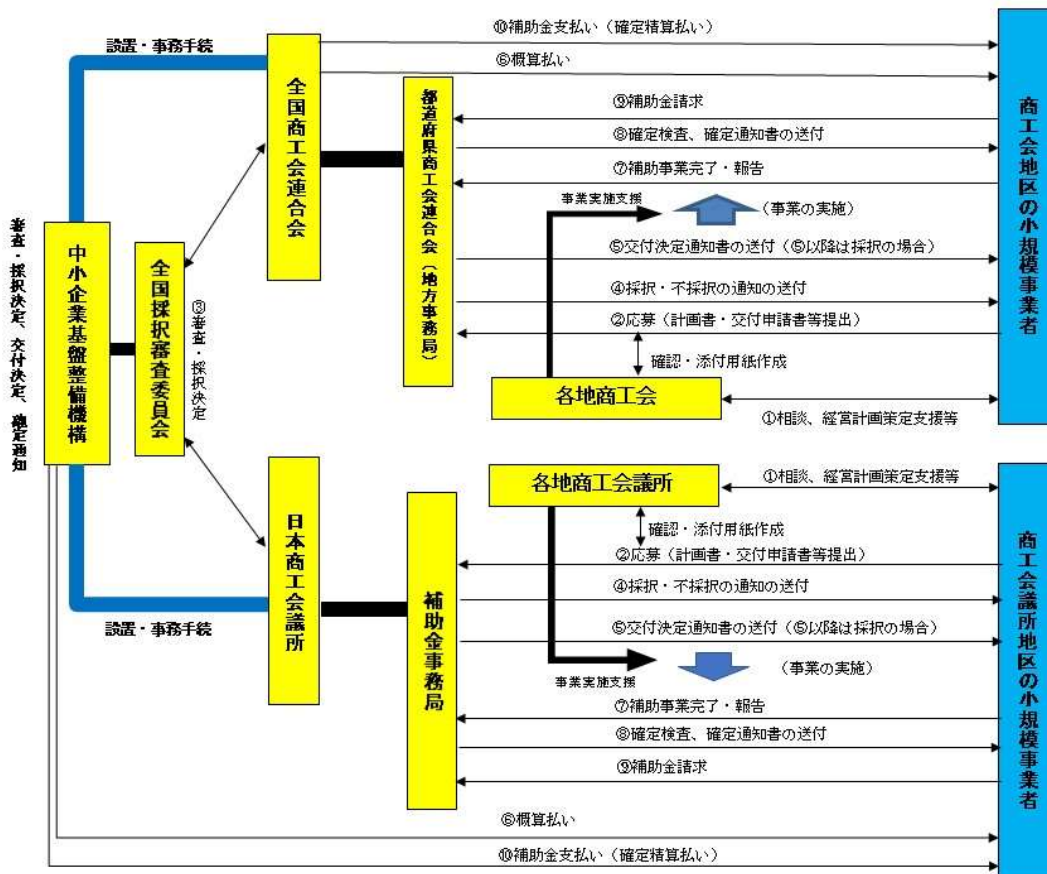 設置・事務手続
⑩補助金支払い（確定精算払い）
⑥概算払い
全国商工会連合会
都道府県商工会連合会（地方事務局）
商工会地区の小規模事業者
⑨補助金請求
⑧確定検査、確定通知書の送付
⑦補助事業完了・報告
事業実施支援
（事業の実施）
⑤交付決定通知書の送付（⑤以降は採択の場合）
④採択・不採択の通知の送付
②応募（計画書・交付申請書等提出）
確認・添付用紙作成
各地商工会
①相談、経営計画策定支援等
審査・採択決定、交付決定、確定通知
中小企業基盤整備機構
全国採択審査委員会
③審査・採択決定
各地商工会議所
①相談、経営計画策定支援等
確認・添付用紙作成
②応募（計画書・交付申請書等提出）
④採択・不採択の通知の送付
⑤交付決定通知書の送付（⑤以降は採択の場合）
（事業の実施）
事業実施支援
設置・事務手続
日本商工会議所
補助金事務局
商工会議所地区の小規模事業者
⑦補助事業完了・報告
⑧確定検査、確定通知書の送付
⑨補助金請求
⑥概算払い
⑩補助金支払い（確定精算払い）